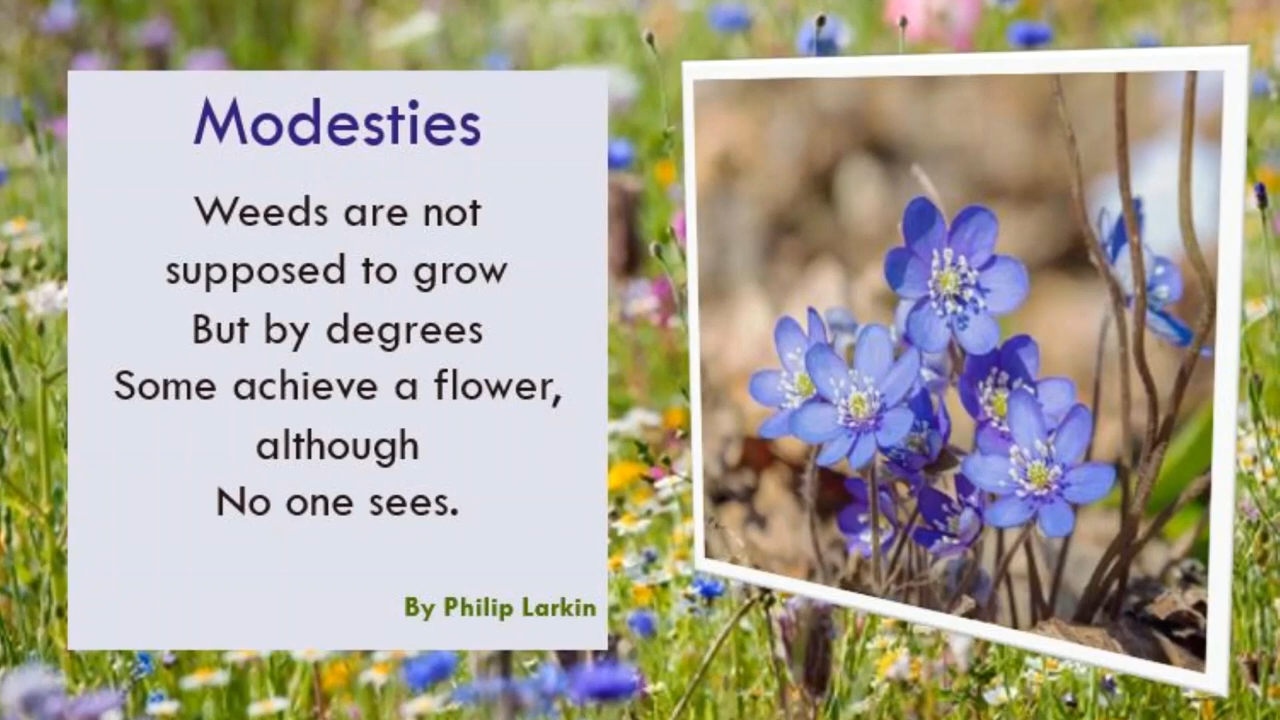 Modesties
Weeds are not
supposed to grow
But by degrees
Some achieve a flower,
although
No one sees.
By Philip Larkin